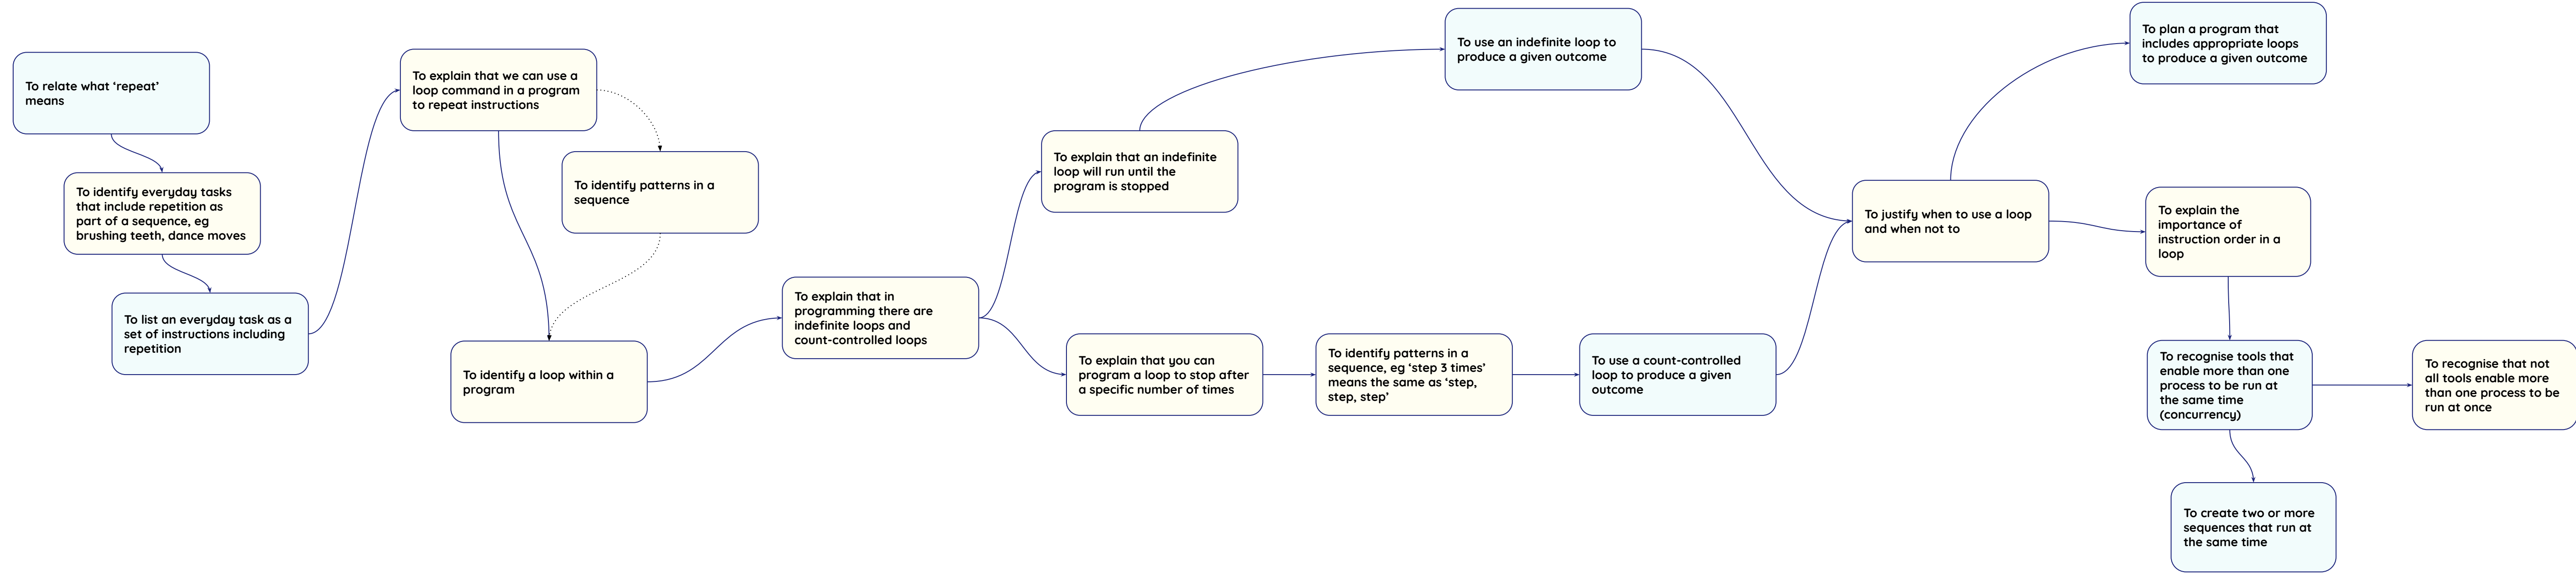 To relate what ‘repeat’
means
To identify everyday tasks
that include repetition as
part of a sequence, eg
brushing teeth, dance moves
To list an everyday task as a
set of instructions including
repetition
To explain that we can use a
loop command in a program
to repeat instructions
To identify patterns in a
sequence
To identify a loop within a
program
To explain that in
programming there are
indefinite loops and
count-controlled loops
To explain that an indefinite
loop will run until the
program is stopped
To use an indefinite loop to
produce a given outcome
To explain that you can
program a loop to stop after
a specific number of times
To identify patterns in a
sequence, eg ‘step 3 times’
means the same as ‘step,
step, step’
To use a count-controlled
loop to produce a given
outcome
To justify when to use a loop
and when not to
To plan a program that
includes appropriate loops
to produce a given outcome
To explain the
importance of
instruction order in a
loop
To recognise tools that
enable more than one
process to be run at
the same time
(concurrency)
To recognise that not
all tools enable more
than one process to be
run at once
To create two or more
sequences that run at
the same time